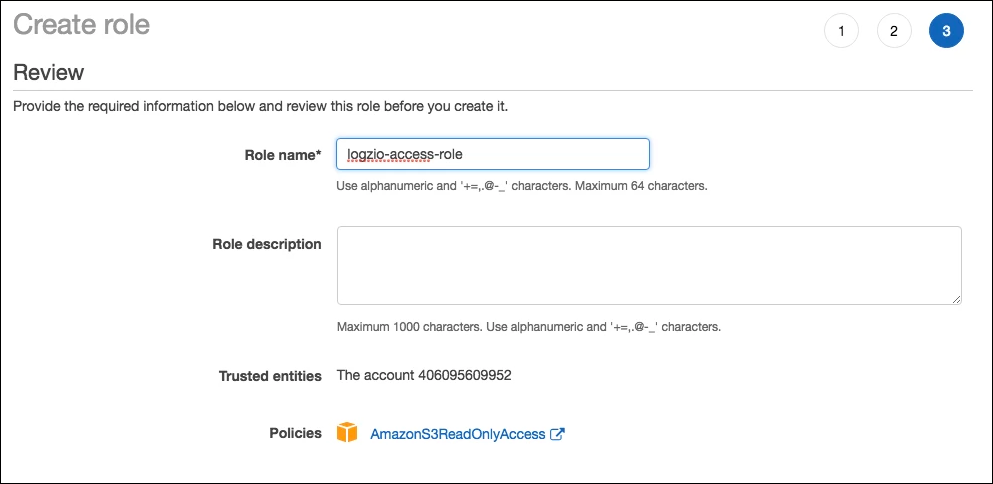 Create role
1 2 3
Review
Provide the required information below and review this role before you create it.
Role name* logzio-access-role
Use alphanumeric and '+=,.@-_' characters. Maximum 64 characters.
Role description
Maximum 1000 characters. Use alphanumeric and '+=,.@-_' characters.
Trusted entities The account 406095609952
Policies AmazonS3ReadOnlyAccess